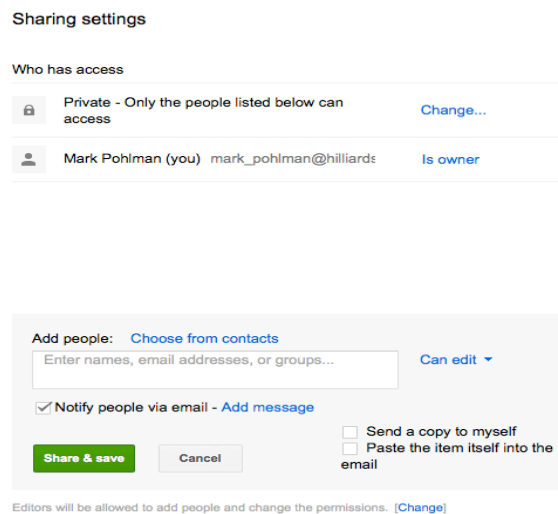 Sharing settings
Who has access
Private - Only the people listed below can
access
Change...
Mark Pohlman (you) mark_pohlman@hilliards
Is owner
Add people: Choose from contacts
Enter names, email addresses, or groups...
Can edit
Notify people via email - Add message
Send a copy to myself
Paste the item itself into the
email
Share & save
Cancel
Editors will be allowed to add people and change the permissions. [Change]